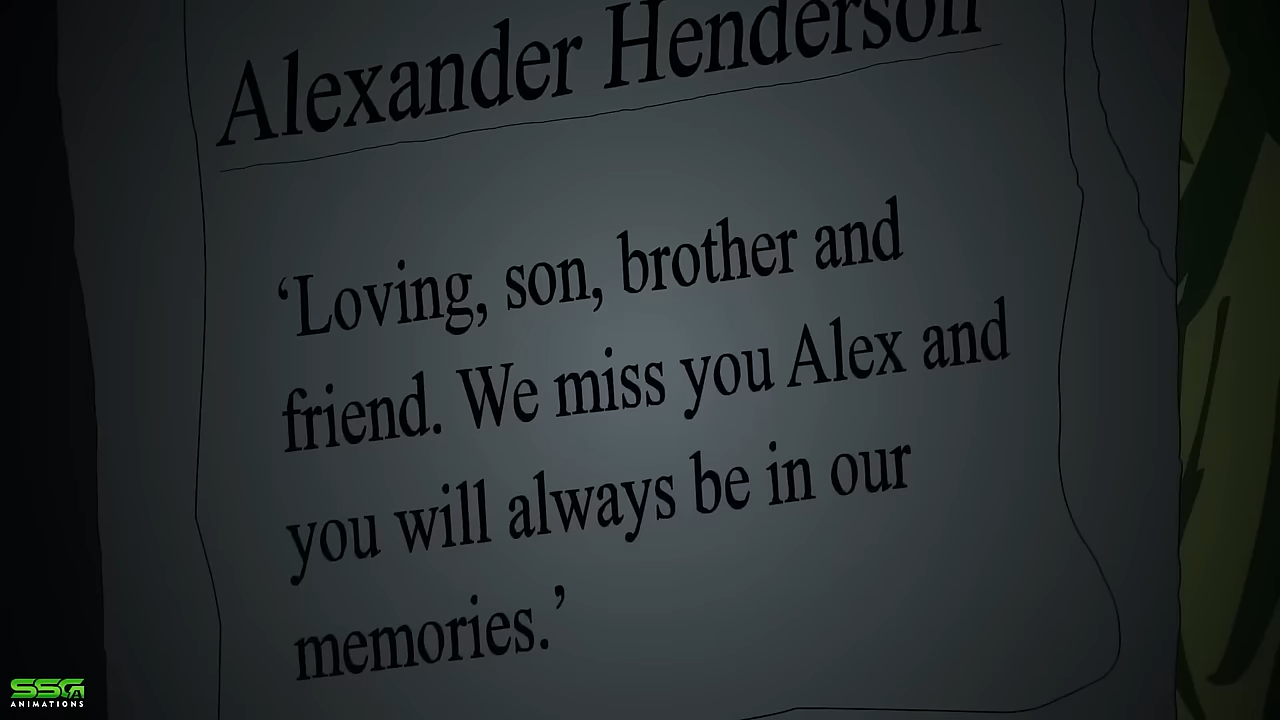 Alexander Henderson
‘Loving, son, brother and
friend. We miss you Alex and
you will always be in our
memories.’
SSGA
ANIMATIONS